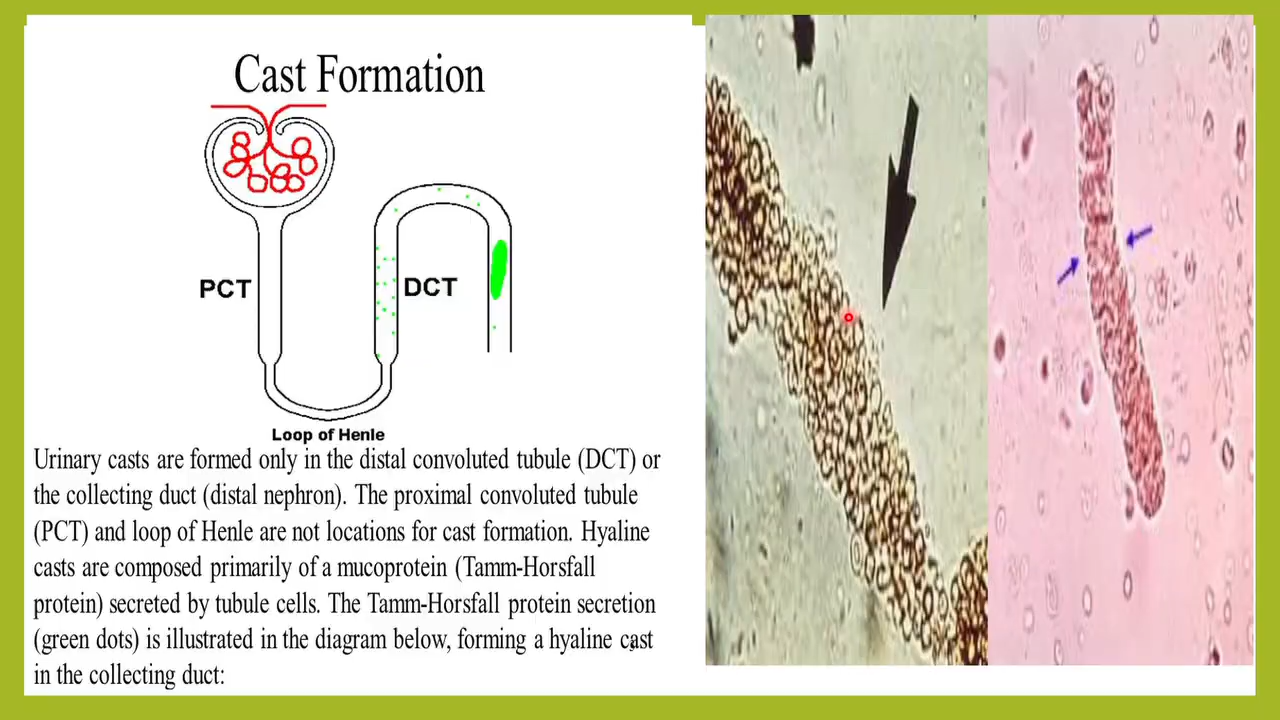 Cast Formation
PCT
DCT
Loop of Henle
Urinary casts are formed only in the distal convoluted tubule (DCT) or
the collecting duct (distal nephron). The proximal convoluted tubule
(PCT) and loop of Henle are not locations for cast formation. Hyaline
casts are composed primarily of a mucoprotein (Tamm-Horsfall
protein) secreted by tubule cells. The Tamm-Horsfall protein secretion
(green dots) is illustrated in the diagram below, forming a hyaline cast
in the collecting duct: